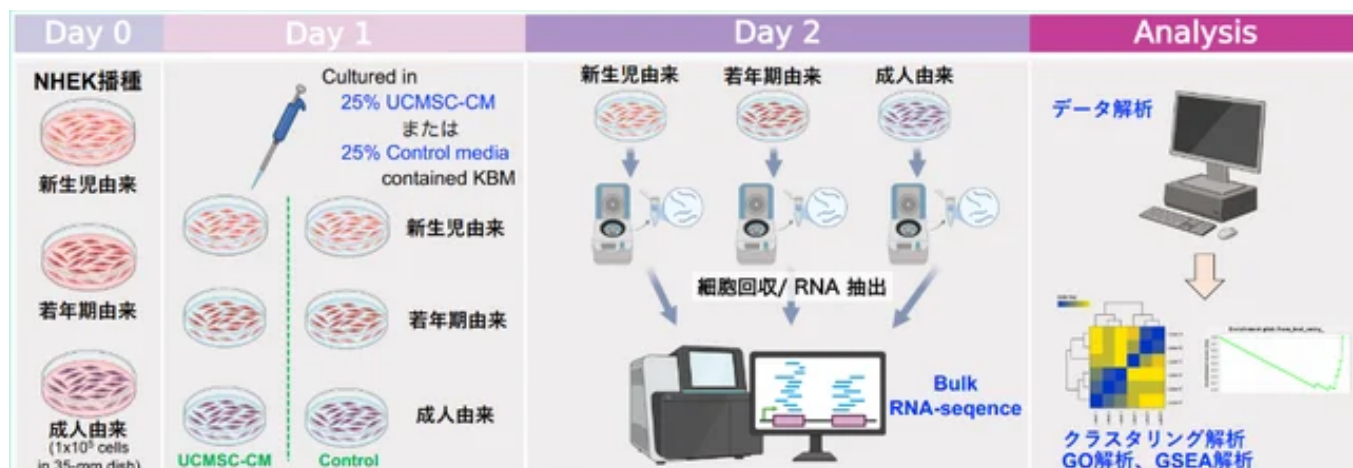 Day 0
Day 1
Day 2
Analysis
NHEK播種
新生児由来
若年期由来
成人由来
(1x10⁵ cells
in 35-mm dish)
Cultured in
25% UCMSC-CM
または
25% Control media
contained KBM
新生児由来
若年期由来
成人由来
UCMSC-CM
Control
新生児由来
若年期由来
成人由来
細胞回収/ RNA 抽出
Bulk
RNA-seqence
データ解析
クラスタリング解析
GO解析、GSEA解析